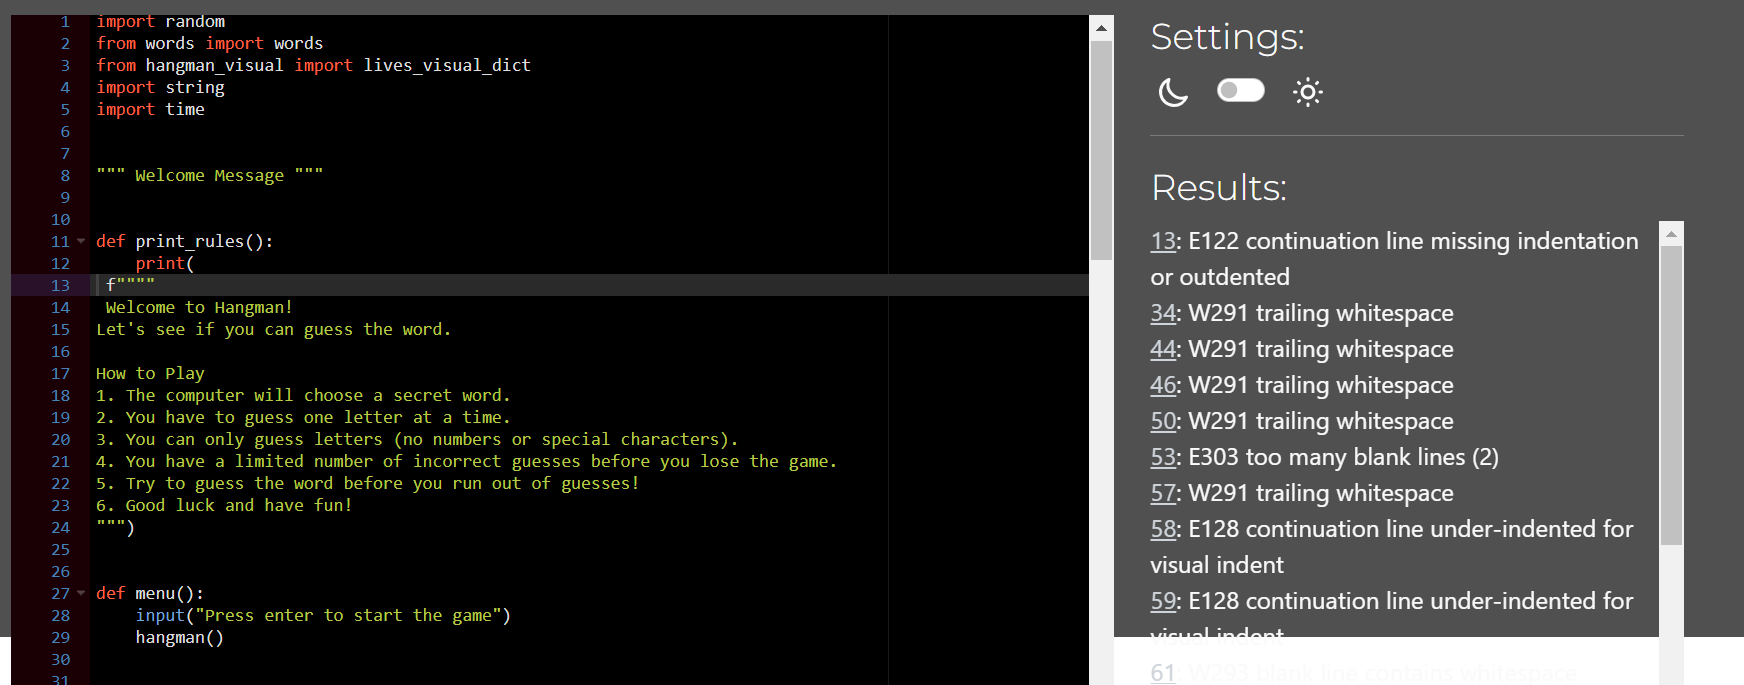 1 import random
2 from words import words
3 from hangman_visual import lives_visual_dict
4 import string
5 import time
6
7
8 """ Welcome Message """
9
10
11 def print_rules():
12     print(
13  f""""
14  Welcome to Hangman!
15 Let's see if you can guess the word.
16
17 How to Play
18 1. The computer will choose a secret word.
19 2. You have to guess one letter at a time.
20 3. You can only guess letters (no numbers or special characters).
21 4. You have a limited number of incorrect guesses before you lose the game.
22 5. Try to guess the word before you run out of guesses!
23 6. Good luck and have fun!
24 """)
25
26
27 def menu():
28     input("Press enter to start the game")
29     hangman()
30
31
Settings:
Results:
13: E122 continuation line missing indentation
or outdented
34: W291 trailing whitespace
44: W291 trailing whitespace
46: W291 trailing whitespace
50: W291 trailing whitespace
53: E303 too many blank lines (2)
57: W291 trailing whitespace
58: E128 continuation line under-indented for
visual indent
59: E128 continuation line under-indented for
visual indent
61: W293 blank line contains whitespace